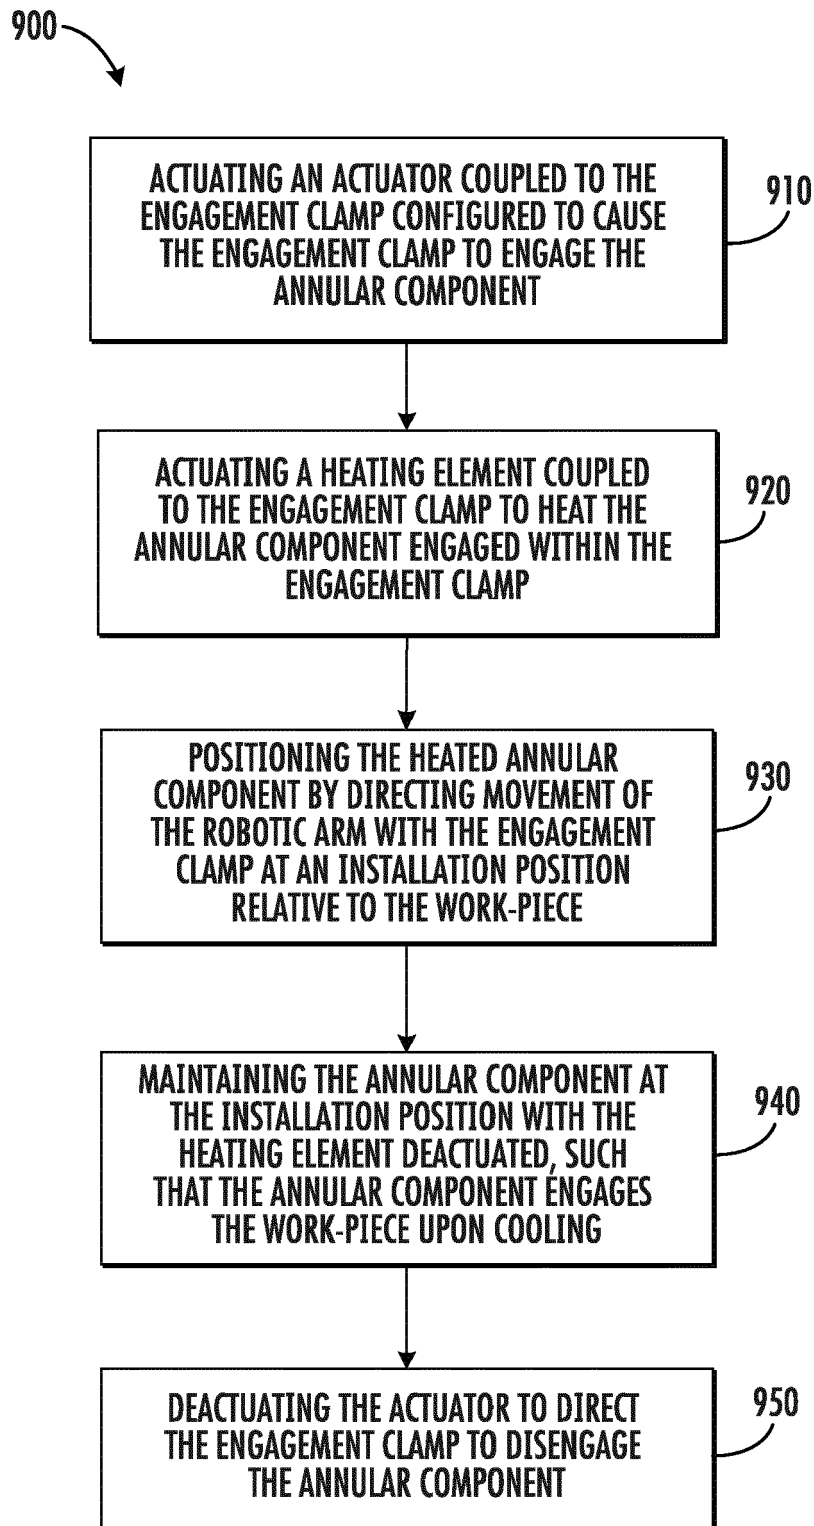 900
ACTUATING AN ACTUATOR COUPLED TO THE
ENGAGEMENT CLAMP CONFIGURED TO CAUSE
THE ENGAGEMENT CLAMP TO ENGAGE THE
ANNULAR COMPONENT
910
ACTUATING A HEATING ELEMENT COUPLED
TO THE ENGAGEMENT CLAMP TO HEAT THE
ANNULAR COMPONENT ENGAGED WITHIN THE
ENGAGEMENT CLAMP
920
POSITIONING THE HEATED ANNULAR
COMPONENT BY DIRECTING MOVEMENT OF
THE ROBOTIC ARM WITH THE ENGAGEMENT
CLAMP AT AN INSTALLATION POSITION
RELATIVE TO THE WORK-PIECE
930
MAINTAINING THE ANNULAR COMPONENT AT
THE INSTALLATION POSITION WITH THE
HEATING ELEMENT DEACTUATED, SUCH
THAT THE ANNULAR COMPONENT ENGAGES
THE WORK-PIECE UPON COOLING
940
DEACTUATING THE ACTUATOR TO DIRECT
THE ENGAGEMENT CLAMP TO DISENGAGE
THE ANNULAR COMPONENT
950